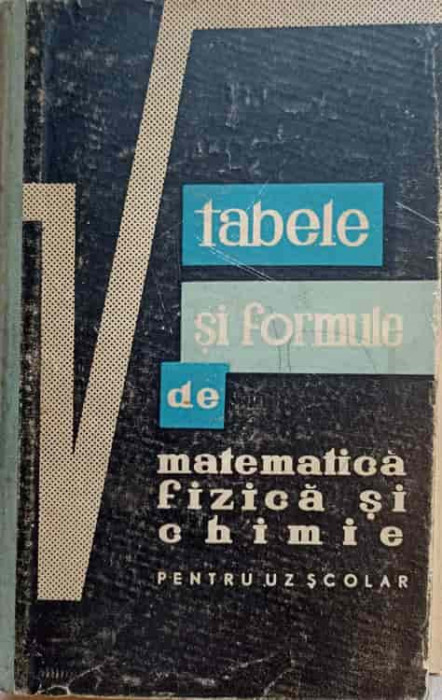 tabele
și formule
de
matematică
fizică și
chimie
PENTRU UZ ȘCOLAR